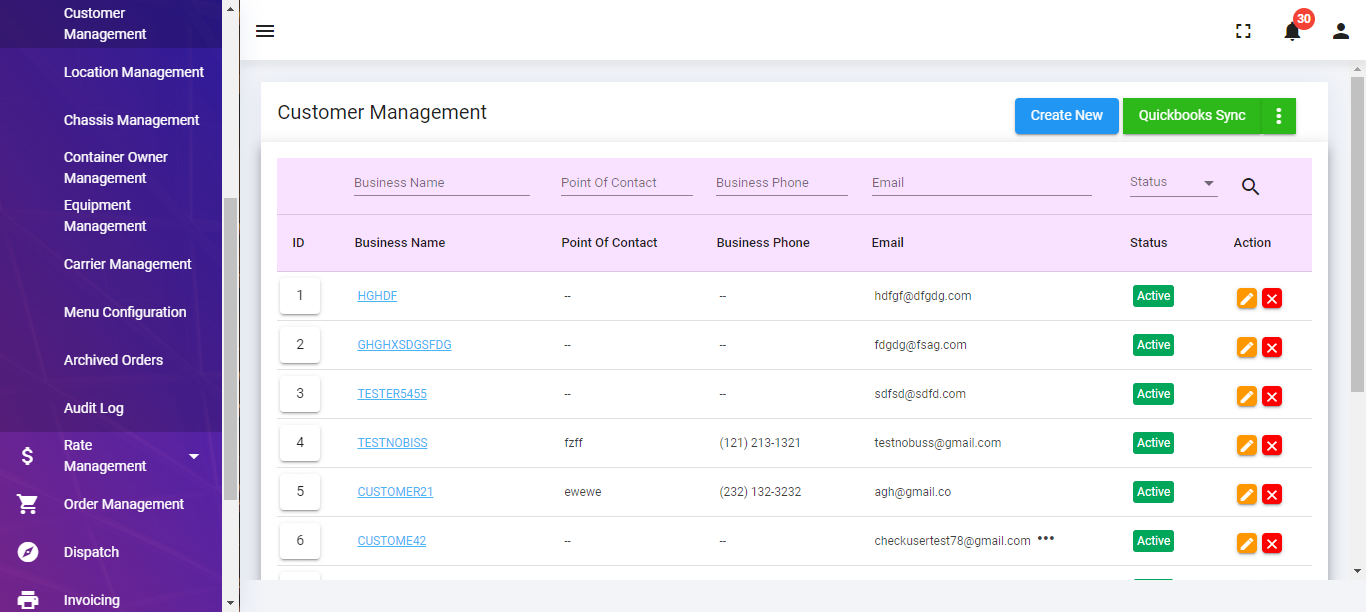 Customer
Management
Location Management
Chassis Management
Container Owner
Management
Equipment
Management
Carrier Management
Menu Configuration
Archived Orders
Audit Log
Rate
Management
Order Management
Dispatch
Invoicing
30
Customer Management
Create New
Quickbooks Sync
Business Name Point Of Contact Business Phone Email Status
ID Business Name Point Of Contact Business Phone Email Status Action
1 HGHDF -- -- hdfgf@dfgdg.com Active
2 GHGHXSDGSFDG -- -- fdgdg@fsag.com Active
3 TESTER5455 -- -- sdfsd@sdfd.com Active
4 TESTNOBISS fzff (121) 213-1321 testnobuss@gmail.com Active
5 CUSTOMER21 ewewe (232) 132-3232 agh@gmail.co Active
6 CUSTOME42 -- -- checkusertest78@gmail.com ••• Active